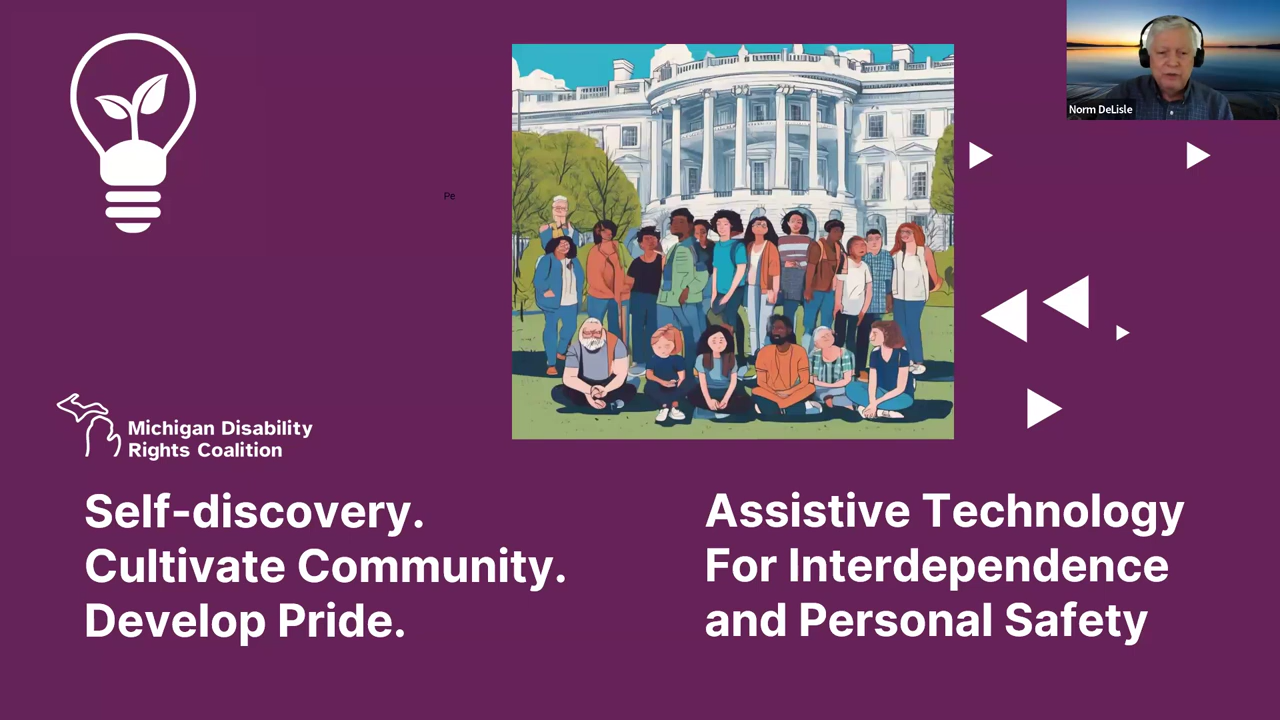 Norm DeLisle
Pe
Michigan Disability
Rights Coalition
Self-discovery.
Cultivate Community.
Develop Pride.
Assistive Technology
For Interdependence
and Personal Safety